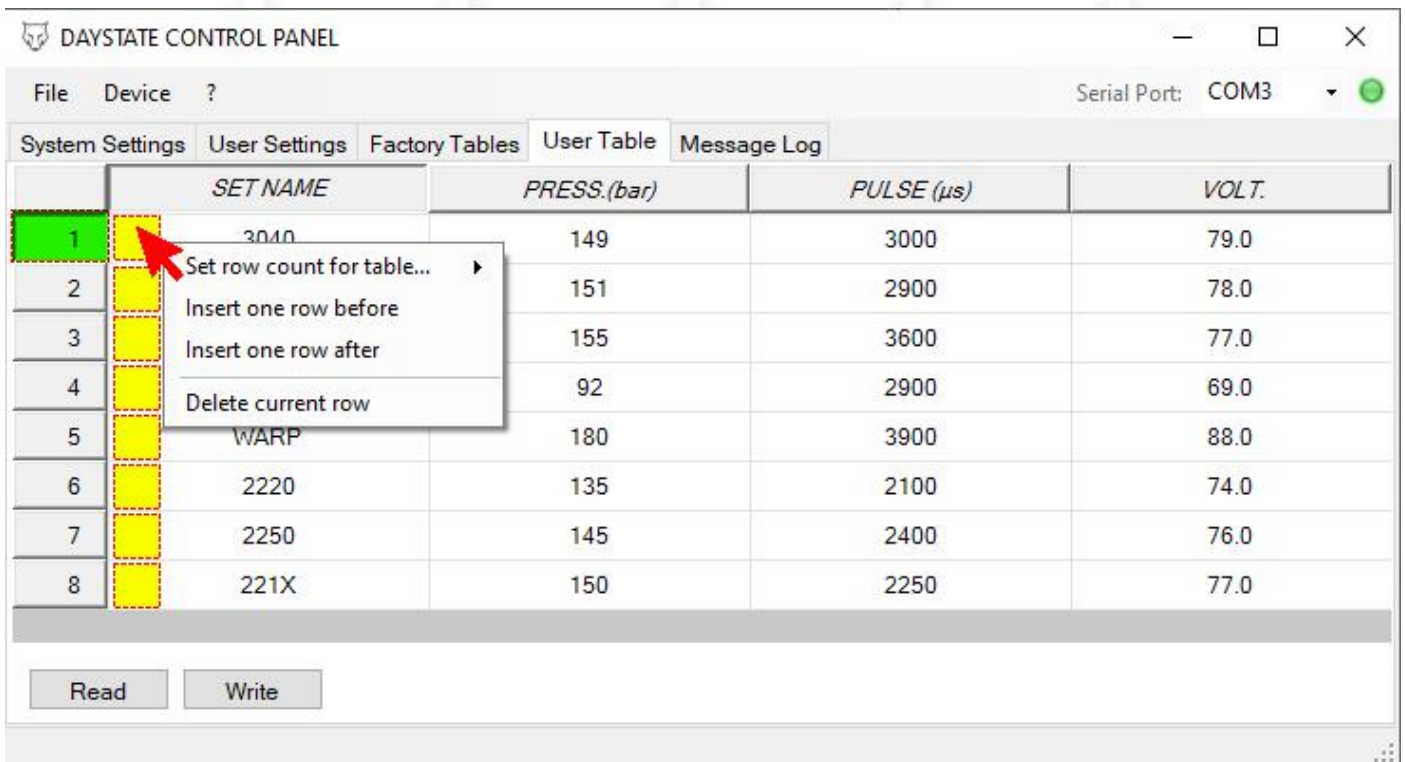 DAYSTATE CONTROL PANEL
File Device ? Serial Port: COM3
System Settings User Settings Factory Tables User Table Message Log
SET NAME PRESS.(bar) PULSE (µs) VOLT.
1 3040 149 3000 79.0
Set row count for table...
2 151 2900 78.0
Insert one row before
3 155 3600 77.0
Insert one row after
4 92 2900 69.0
Delete current row
5 WARP 180 3900 88.0
6 2220 135 2100 74.0
7 2250 145 2400 76.0
8 221X 150 2250 77.0
Read Write